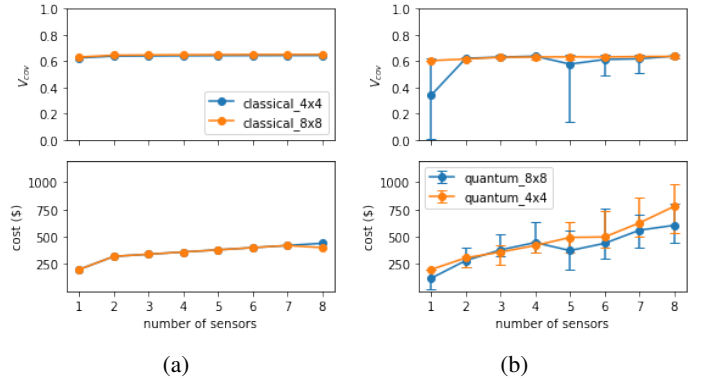 1.0
0.8
0.6
0.4
0.2
0.0
V_cov
classical_4x4
classical_8x8
1000
750
500
250
cost ($)
1 2 3 4 5 6 7 8
number of sensors
(a)
1.0
0.8
0.6
0.4
0.2
0.0
V_cov
quantum_8x8
quantum_4x4
1000
750
500
250
cost ($)
1 2 3 4 5 6 7 8
number of sensors
(b)